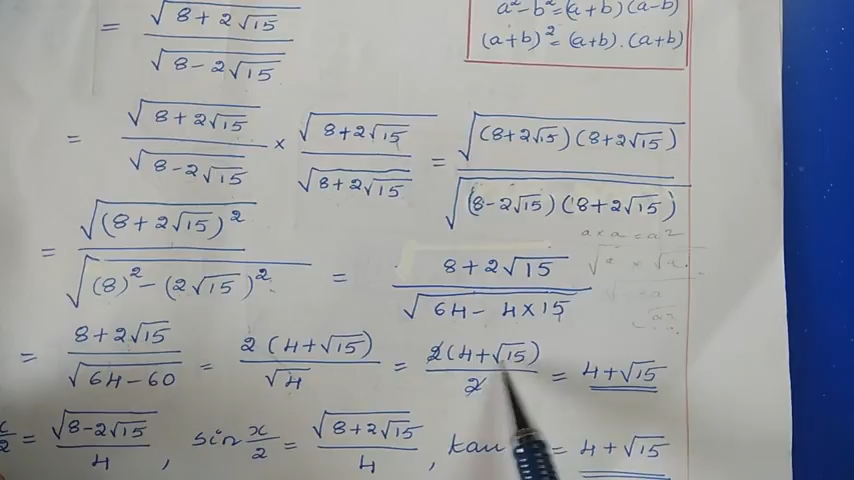 = √(8+2√15) / √(8-2√15)
a²-b²=(a+b)(a-b)
(a+b)²=(a+b).(a+b)
= √(8+2√15) / √(8-2√15) × √(8+2√15) / √(8+2√15) = √((8+2√15)(8+2√15)) / √((8-2√15)(8+2√15))
a×a=a²
= √((8+2√15)²) / √((8)²-(2√15)²) = 8+2√15 / √(64-4×15)
= 8+2√15 / √(64-60) = 2(4+√15) / √4 = 2(4+√15) / 2 = 4+√15
= √(8-2√15) / 4, sin x/2 = √(8+2√15) / 4, tan = 4+√15